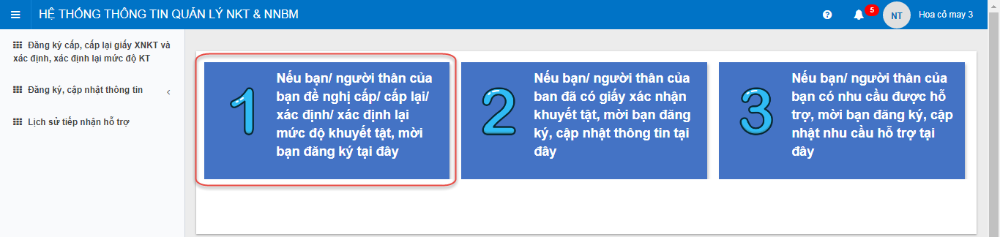 HỆ THỐNG THÔNG TIN QUẢN LÝ NKT & NNBM
5
NT
Hoa cỏ may 3
Đăng ký cấp, cấp lại giấy XNKT và
xác định, xác định lại mức độ KT
Đăng ký, cập nhật thông tin
Lịch sử tiếp nhận hỗ trợ
1
Nếu bạn/ người thân của
bạn đề nghị cấp/ cấp lại/
xác định/ xác định lại
mức độ khuyết tật, mời
bạn đăng ký tại đây
2
Nếu bạn/ người thân của
ban đã có giấy xác nhận
khuyết tật, mời bạn đăng
ký, cập nhật thông tin tại
đây
3
Nếu bạn/ người thân của
bạn có nhu cầu được hỗ
trợ, mời bạn đăng ký, cập
nhật nhu cầu hỗ trợ tại
đây